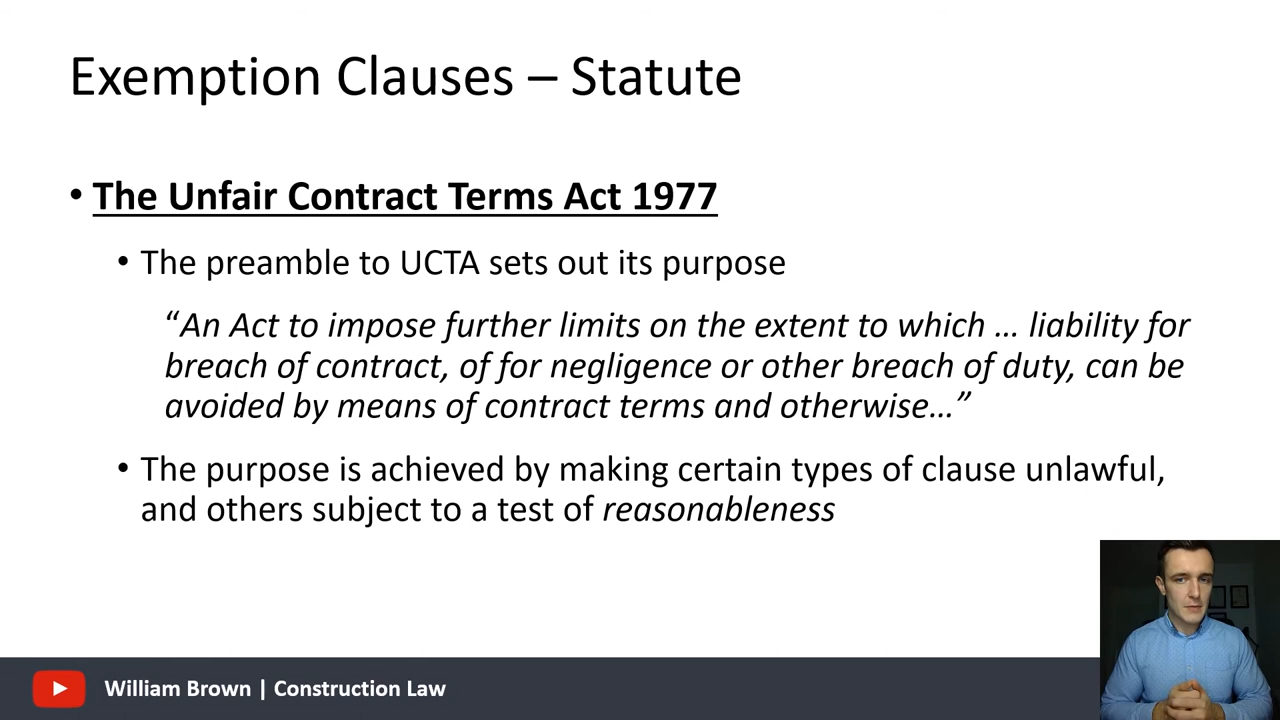 Exemption Clauses – Statute
• The Unfair Contract Terms Act 1977
• The preamble to UCTA sets out its purpose
“An Act to impose further limits on the extent to which … liability for
breach of contract, of for negligence or other breach of duty, can be
avoided by means of contract terms and otherwise…”
• The purpose is achieved by making certain types of clause unlawful,
and others subject to a test of reasonableness
William Brown | Construction Law